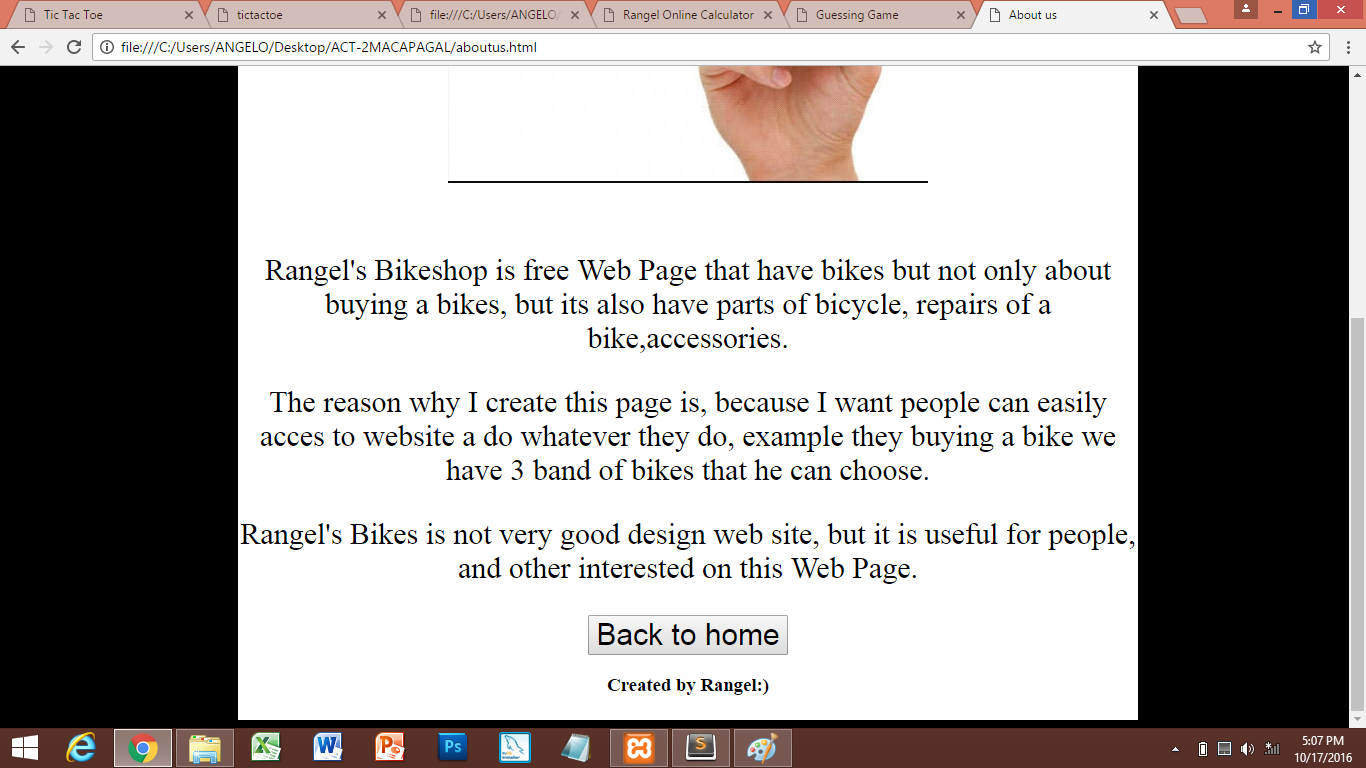 Tic Tac Toe
tictactoe
file:///C:/Users/ANGELO/
Rangel Online Calculator
Guessing Game
About us
file:///C:/Users/ANGELO/Desktop/ACT-2MACAPAGAL/aboutus.html
Rangel's Bikeshop is free Web Page that have bikes but not only about
buying a bikes, but its also have parts of bicycle, repairs of a
bike,accessories.
The reason why I create this page is, because I want people can easily
acces to website a do whatever they do, example they buying a bike we
have 3 band of bikes that he can choose.
Rangel's Bikes is not very good design web site, but it is useful for people,
and other interested on this Web Page.
Back to home
Created by Rangel:)
Ps
5:07 PM
10/17/2016